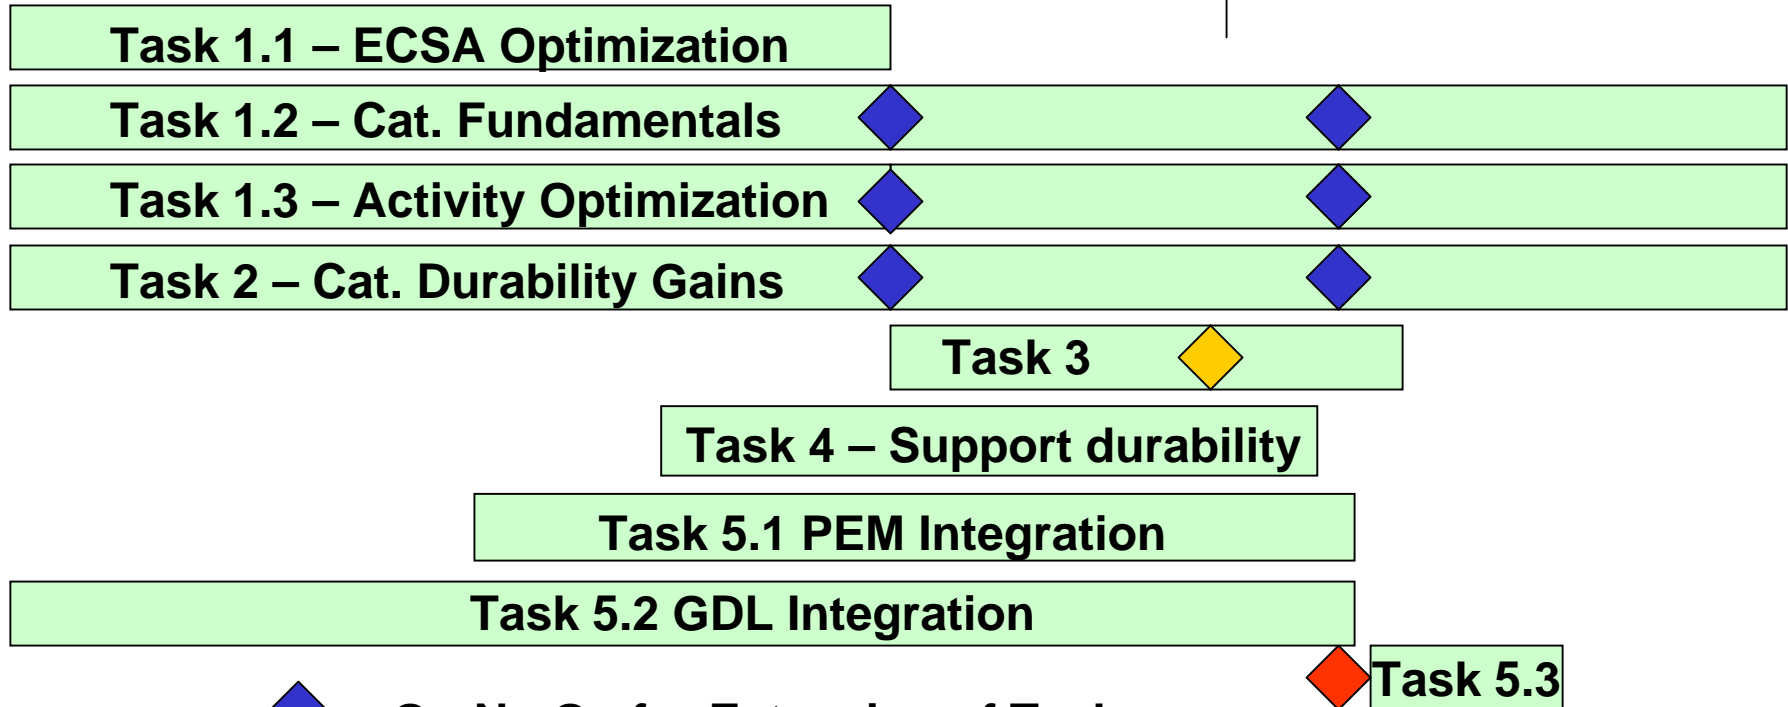 Task 1.1 – ECSA Optimization
Task 1.2 – Cat. Fundamentals
Task 1.3 – Activity Optimization
Task 2 – Cat. Durability Gains
Task 3
Task 4 – Support durability
Task 5.1 PEM Integration
Task 5.2 GDL Integration
Task 5.3